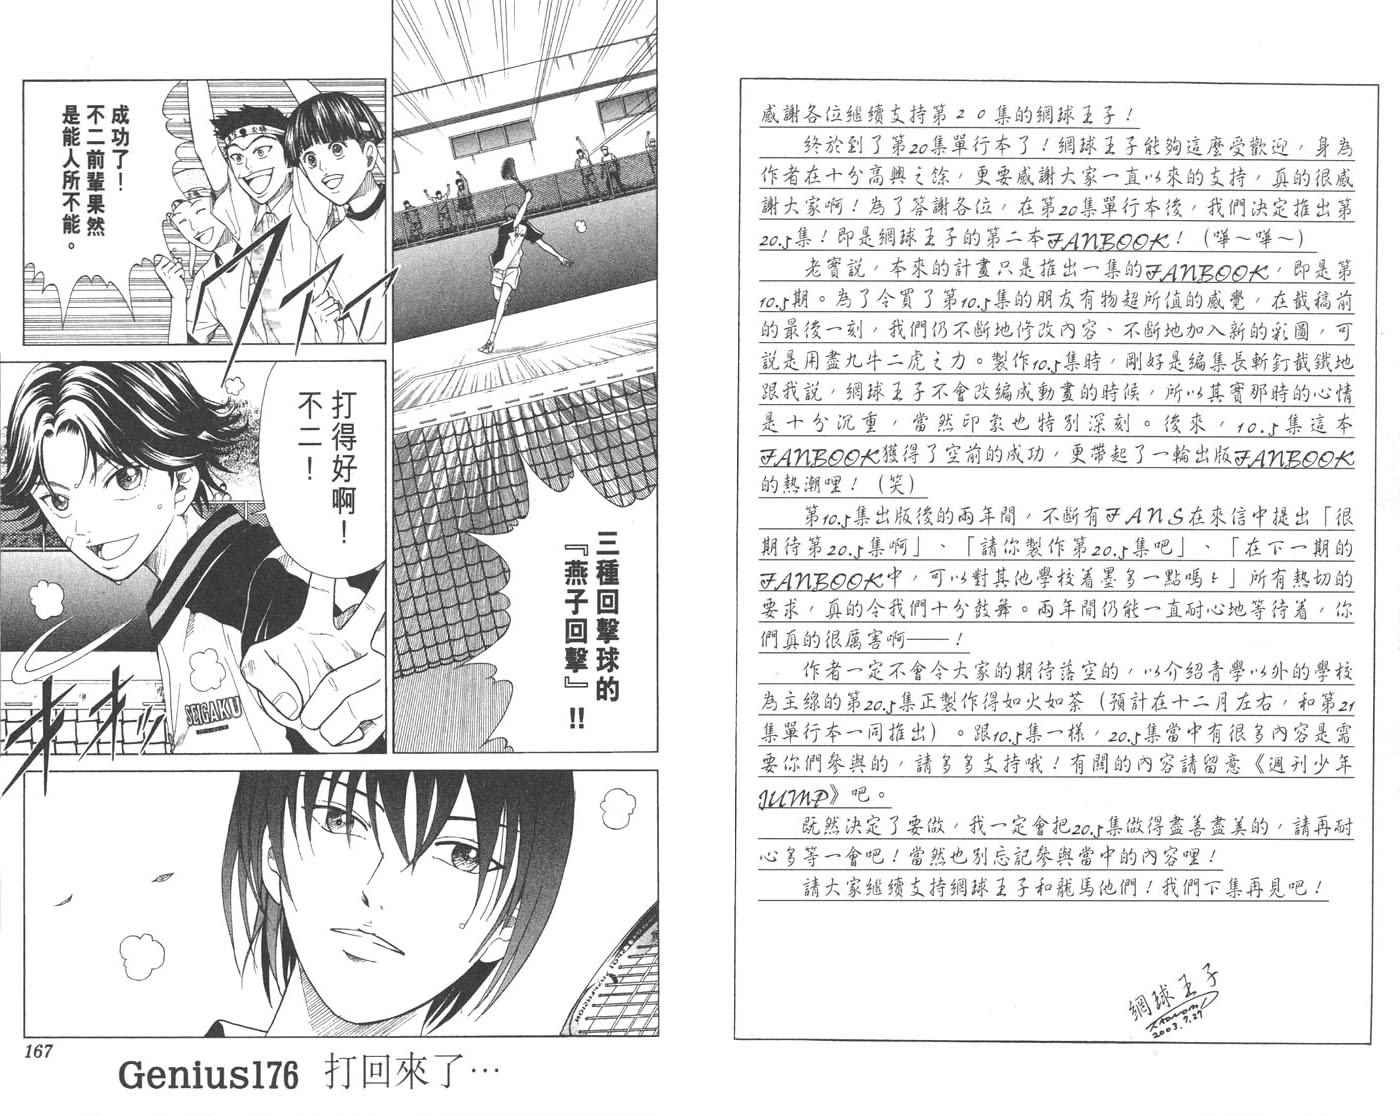 感謝各位繼續支持第20集的網球王子！
終於到了第20集單行本了！網球王子能夠這麼受歡迎，身為
作者在十分高興之餘，更要感謝大家一直以來的支持，真的很感
謝大家啊！為了答謝各位，在第20集單行本後，我們決定推出第
20.5集！即是網球王子的第二本FANBOOK！（嘩～嘩～）
老實說，本來的計畫只是推出一集的FANBOOK，即是第
10.5期。為了令買了第10.5集的朋友有物超所值的感覺，在截稿前
的最後一刻，我們仍不斷地修改內容、不斷地加入新的彩圖，可
說是用盡九牛二虎之力。製作10.5集時，剛好是編集長斬釘截鐵地
跟我說，網球王子不會改編成動畫的時候，所以其實那時的心情
是十分沉重，當然印象也特別深刻。後來，10.5集這本
FANBOOK獲得了空前的成功，更帶起了一輪出版FANBOOK
的熱潮哩！（笑）
第10.5集出版後的兩年間，不斷有FANS在來信中提出「很
期待第20.5集啊」、「請你製作第20.5集吧」、「在下一期的
FANBOOK中，可以對其他學校着墨多一點嗎？」所有熱切的
要求，真的令我們十分鼓舞。兩年間仍能一直耐心地等待着，你
們真的很厲害啊——！
作者一定不會令大家的期待落空的，以介紹青學以外的學校
為主線的第20.5集正製作得如火如荼（預計在十二月左右，和第21
集單行本一同推出）。跟10.5集一樣，20.5集當中有很多內容是需
要你們參與的，請多多支持哦！有關的內容請留意《週刊少年
JUMP》吧。
既然決定了要做，我一定會把20.5集做得盡善盡美的，請再耐
心多等一會吧！當然也別忘記參與當中的內容哩！
請大家繼續支持網球王子和龍馬他們！我們下集再見吧！
網球王子
2003.7.27
三種回擊球的
『燕子回擊』！！
成功了！
不二前輩果然
是能人所不能。
打得好啊！
不二！
SEIGAKU
167
Genius176 打回來了…